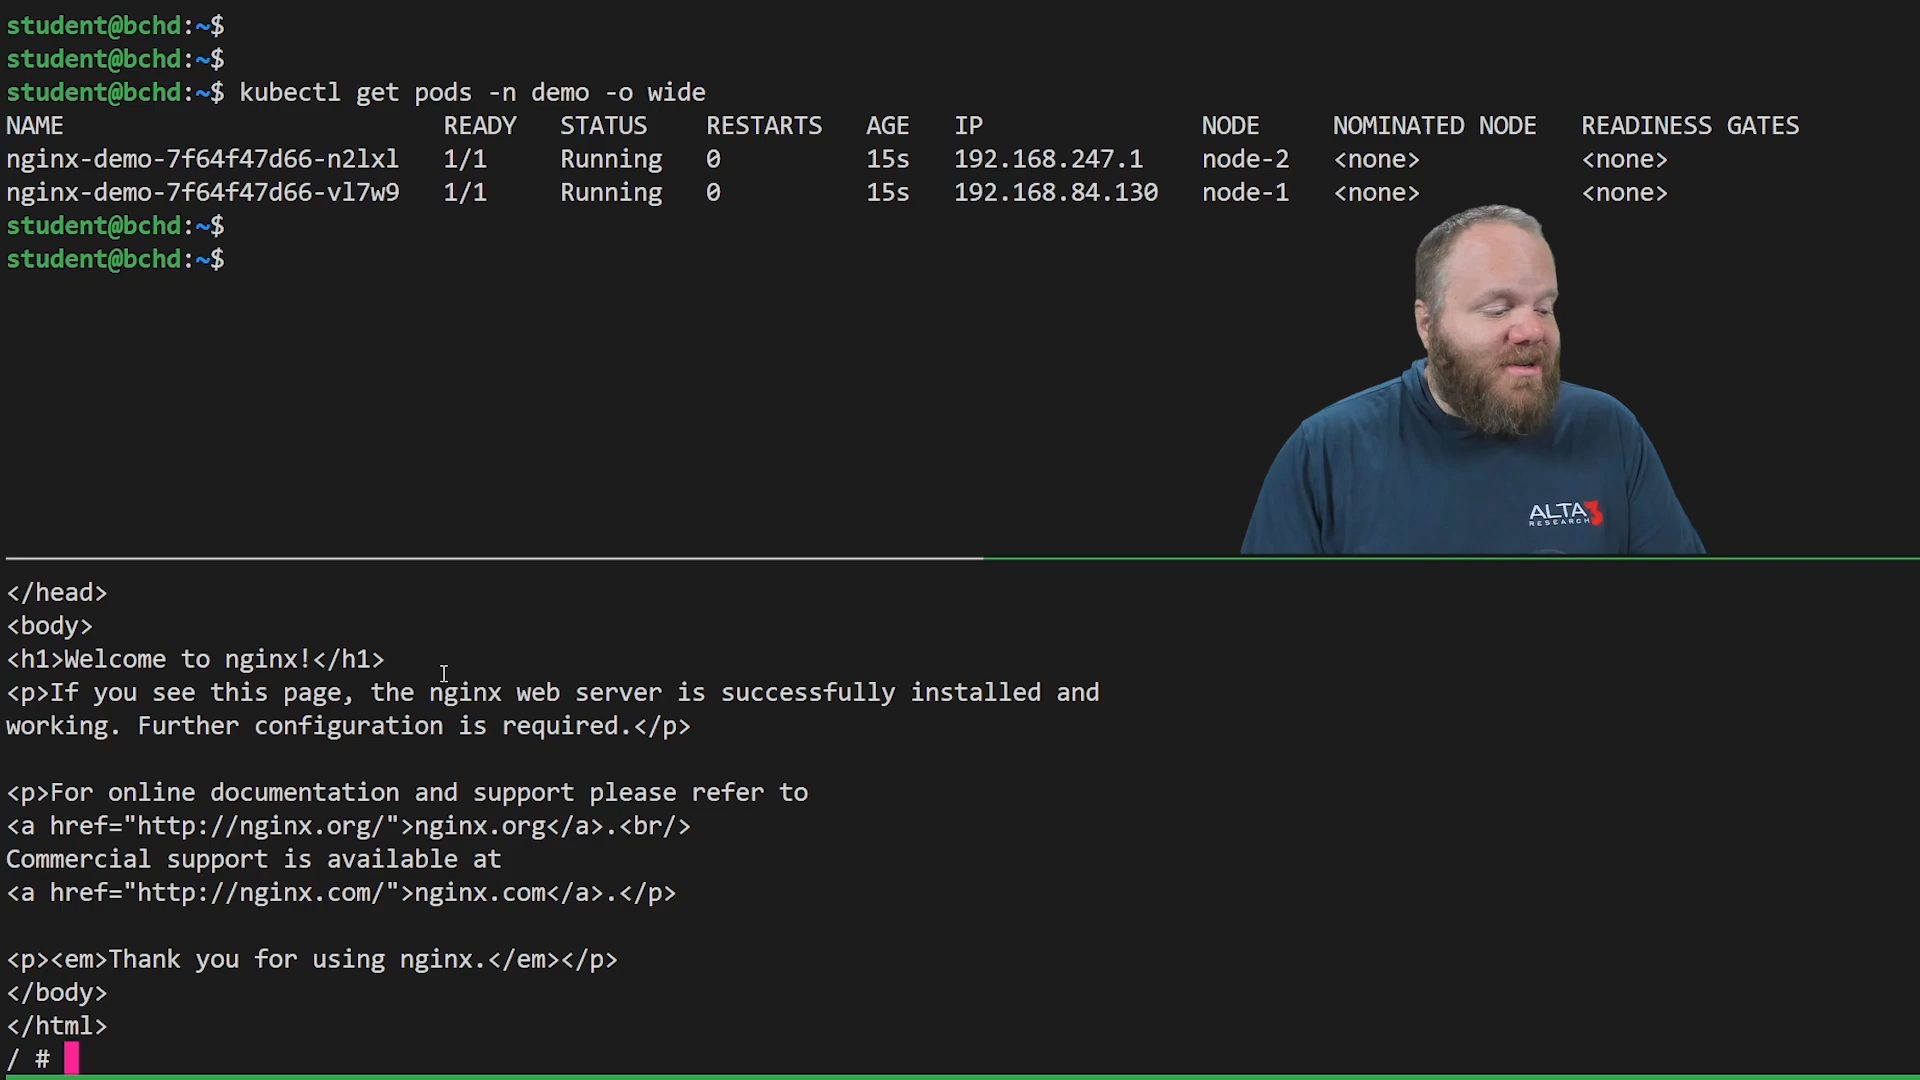 student@bchd:~$
student@bchd:~$
student@bchd:~$ kubectl get pods -n demo -o wide
NAME READY STATUS RESTARTS AGE IP NODE NOMINATED NODE READINESS GATES
nginx-demo-7f64f47d66-n2lxl 1/1 Running 0 15s 192.168.247.1 node-2 <none> <none>
nginx-demo-7f64f47d66-vl7w9 1/1 Running 0 15s 192.168.84.130 node-1 <none> <none>
student@bchd:~$
student@bchd:~$
ALTA3
RESEARCH
</head>
<body>
<h1>Welcome to nginx!</h1>
<p>If you see this page, the nginx web server is successfully installed and
working. Further configuration is required.</p>
<p>For online documentation and support please refer to
<a href="http://nginx.org/">nginx.org</a>.<br/>
Commercial support is available at
<a href="http://nginx.com/">nginx.com</a>.</p>
<p><em>Thank you for using nginx.</em></p>
</body>
</html>
/ #